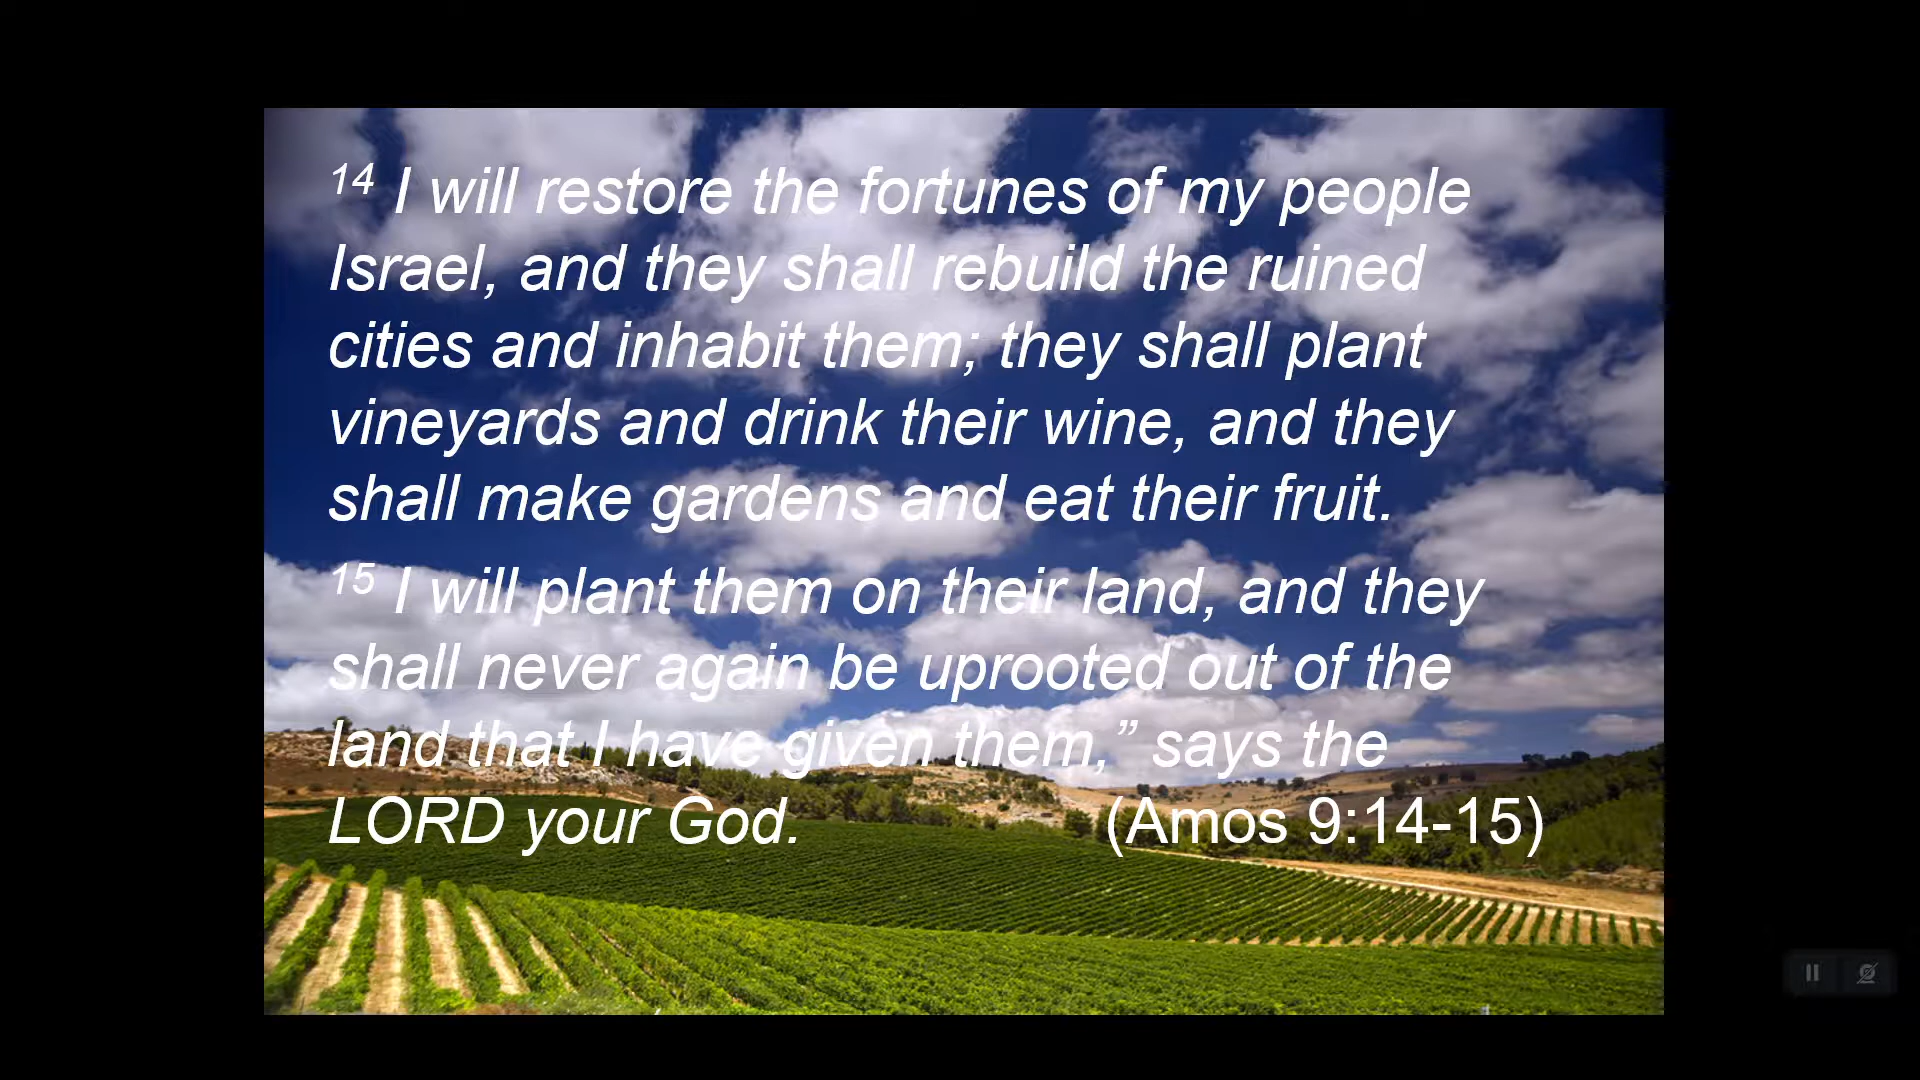 14 I will restore the fortunes of my people
Israel, and they shall rebuild the ruined
cities and inhabit them; they shall plant
vineyards and drink their wine, and they
shall make gardens and eat their fruit.
15 I will plant them on their land, and they
shall never again be uprooted out of the
land that I have given them,” says the
LORD your God. (Amos 9:14-15)